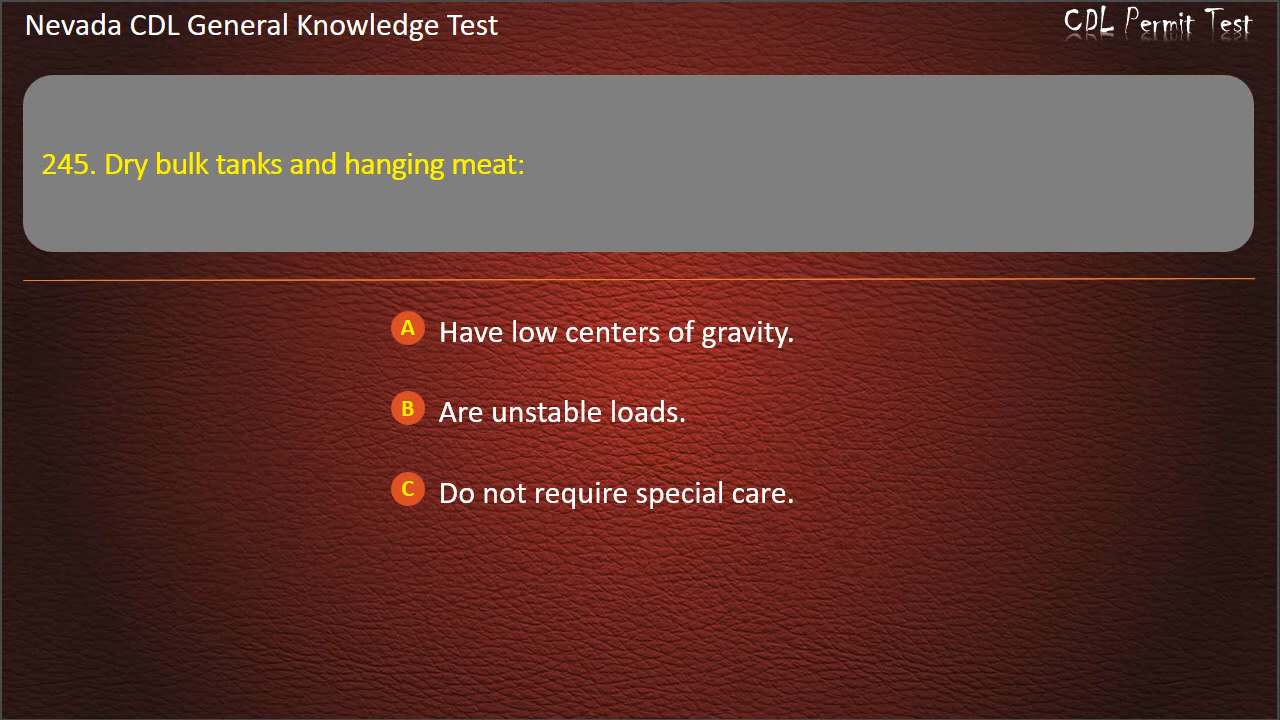 Nevada CDL General Knowledge Test
CDL Permit Test
245. Dry bulk tanks and hanging meat:
A Have low centers of gravity.
B Are unstable loads.
C Do not require special care.